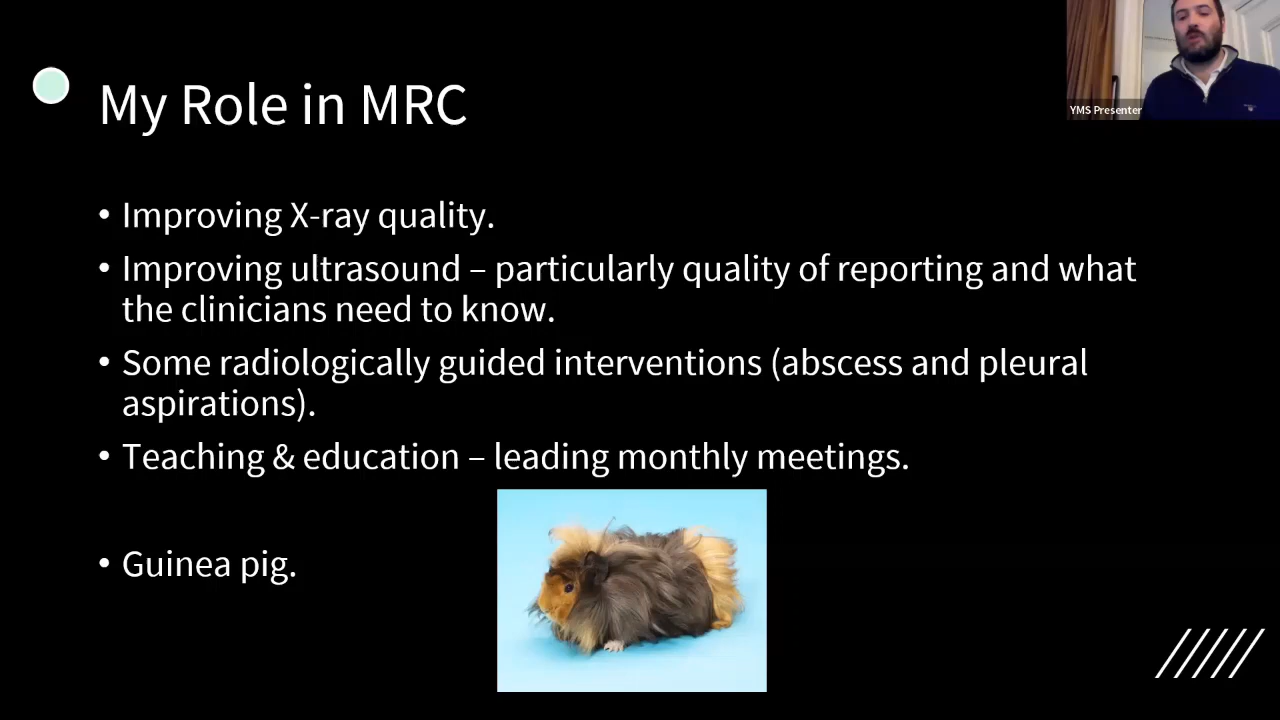 YMS Presenter
My Role in MRC
• Improving X-ray quality.
• Improving ultrasound – particularly quality of reporting and what
the clinicians need to know.
• Some radiologically guided interventions (abscess and pleural
aspirations).
• Teaching & education – leading monthly meetings.
• Guinea pig.